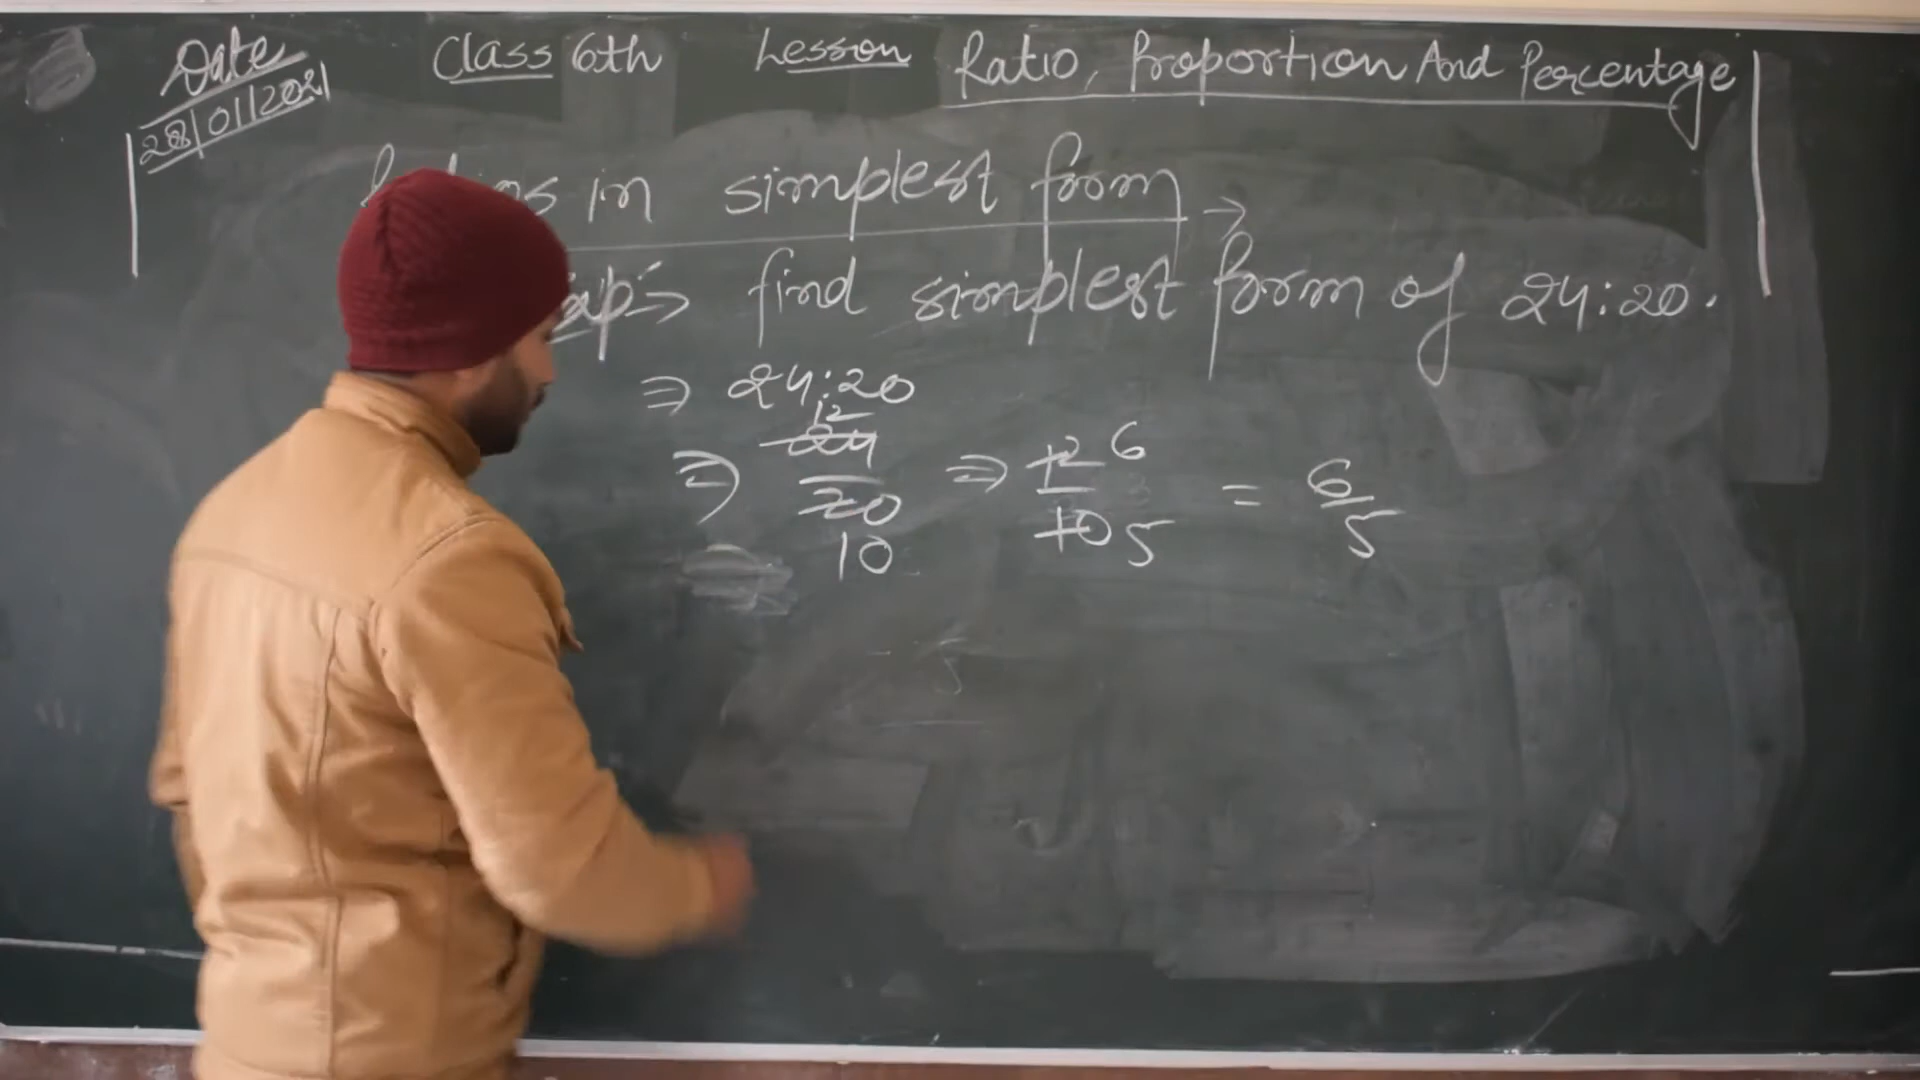 Date Class 6th Lesson Ratio, Proportion And Percentage
28/01/2021
in simplest form →
⇒ find simplest form of 24:20.
⇒ 24:20
12 6
⇒ 24/20 ⇒ 12/10 = 6/5
10 5